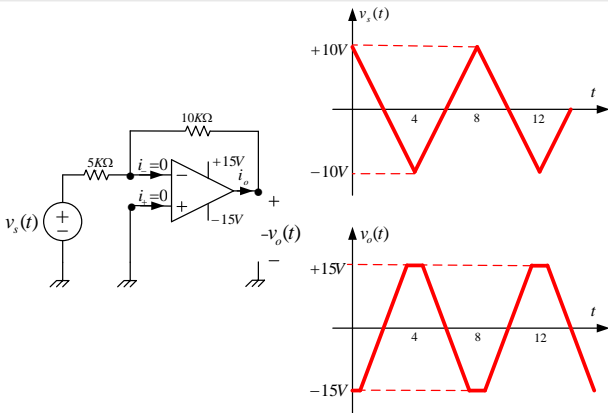 10KΩ
5KΩ
i₋=0
+15V
iₒ
−
i₊=0
+
−15V
+
vₛ(t)
+
−
-vₒ(t)
−
vₛ(t)
+10V
t
4
8
12
−10V
vₒ(t)
+15V
t
4
8
12
−15V